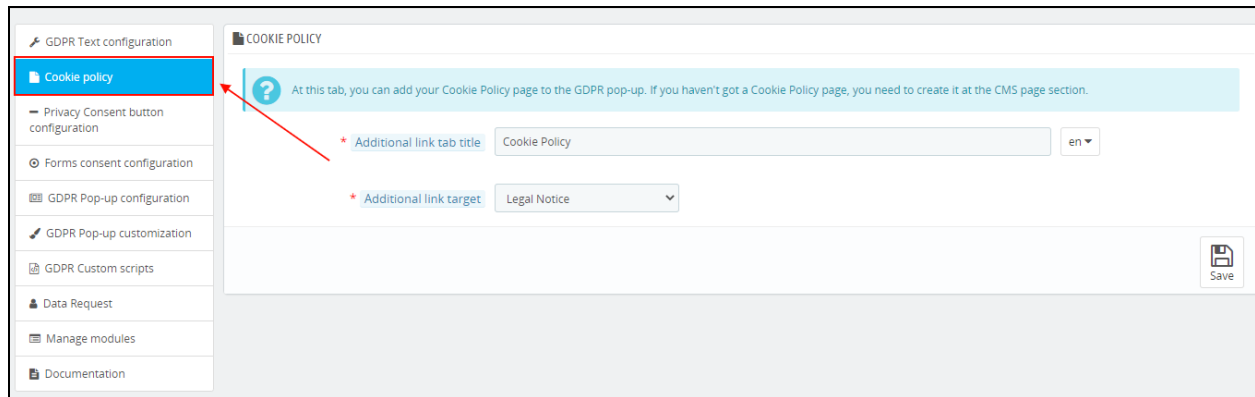 GDPR Text configuration
Cookie policy
Privacy Consent button
configuration
Forms consent configuration
GDPR Pop-up configuration
GDPR Pop-up customization
GDPR Custom scripts
Data Request
Manage modules
Documentation
COOKIE POLICY
At this tab, you can add your Cookie Policy page to the GDPR pop-up. If you haven't got a Cookie Policy page, you need to create it at the CMS page section.
* Additional link tab title Cookie Policy en
* Additional link target Legal Notice
Save